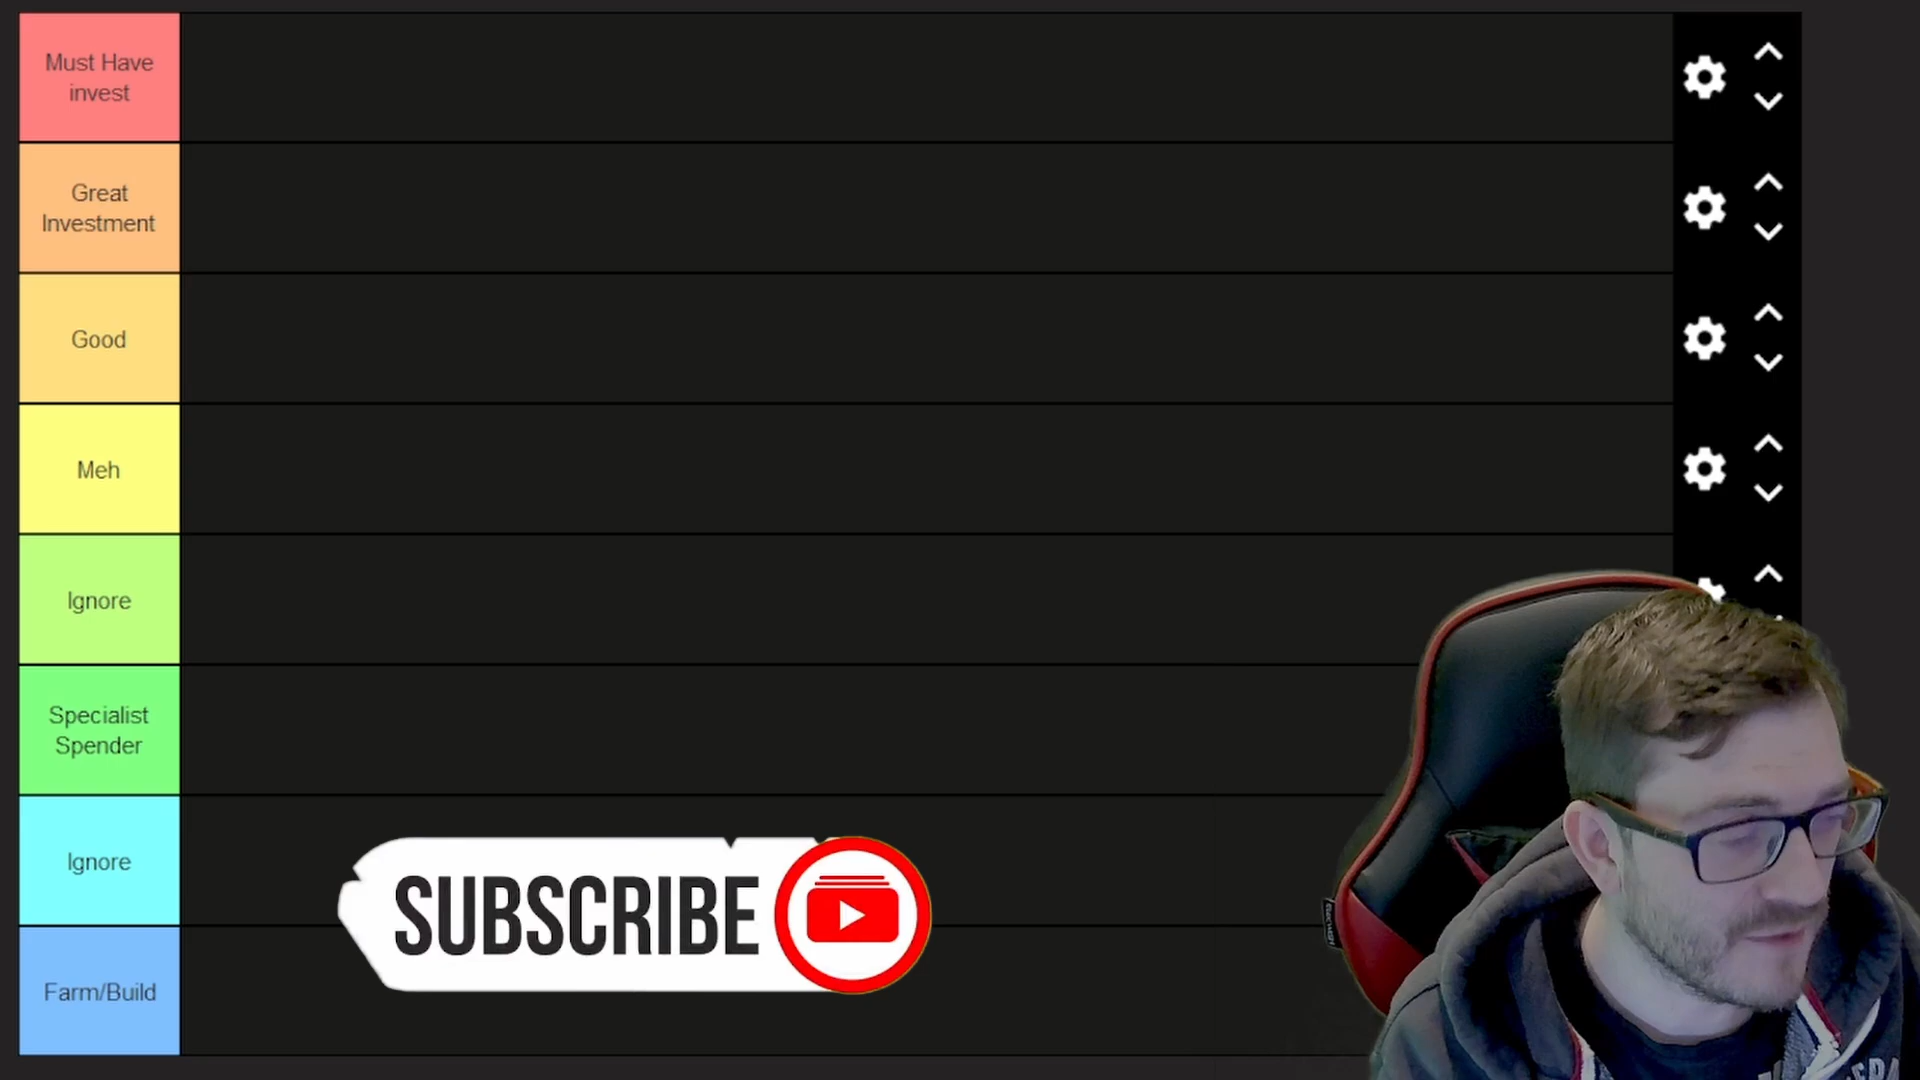 Must Have
invest
Great
Investment
Good
Meh
Ignore
Specialist
Spender
Ignore
Farm/Build
SUBSCRIBE